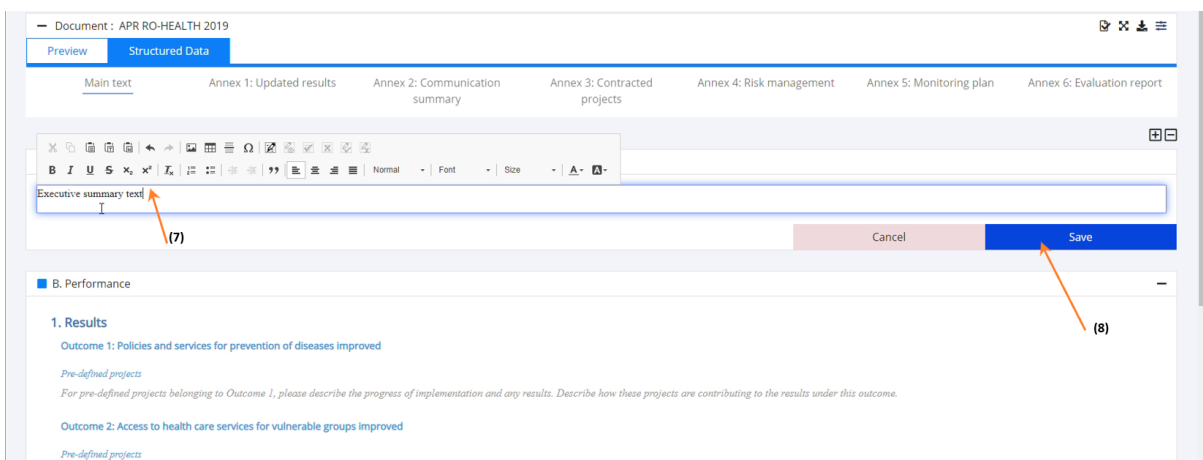 Document : APR RO-HEALTH 2019
Preview Structured Data
Main text Annex 1: Updated results Annex 2: Communication summary Annex 3: Contracted projects Annex 4: Risk management Annex 5: Monitoring plan Annex 6: Evaluation report
B I U S x₂ x² Ix Normal Font Size A A
Executive summary text
(7)
Cancel Save
B. Performance
(8)
1. Results
Outcome 1: Policies and services for prevention of diseases improved
Pre-defined projects
For pre-defined projects belonging to Outcome 1, please describe the progress of implementation and any results. Describe how these projects are contributing to the results under this outcome.
Outcome 2: Access to health care services for vulnerable groups improved
Pre-defined projects